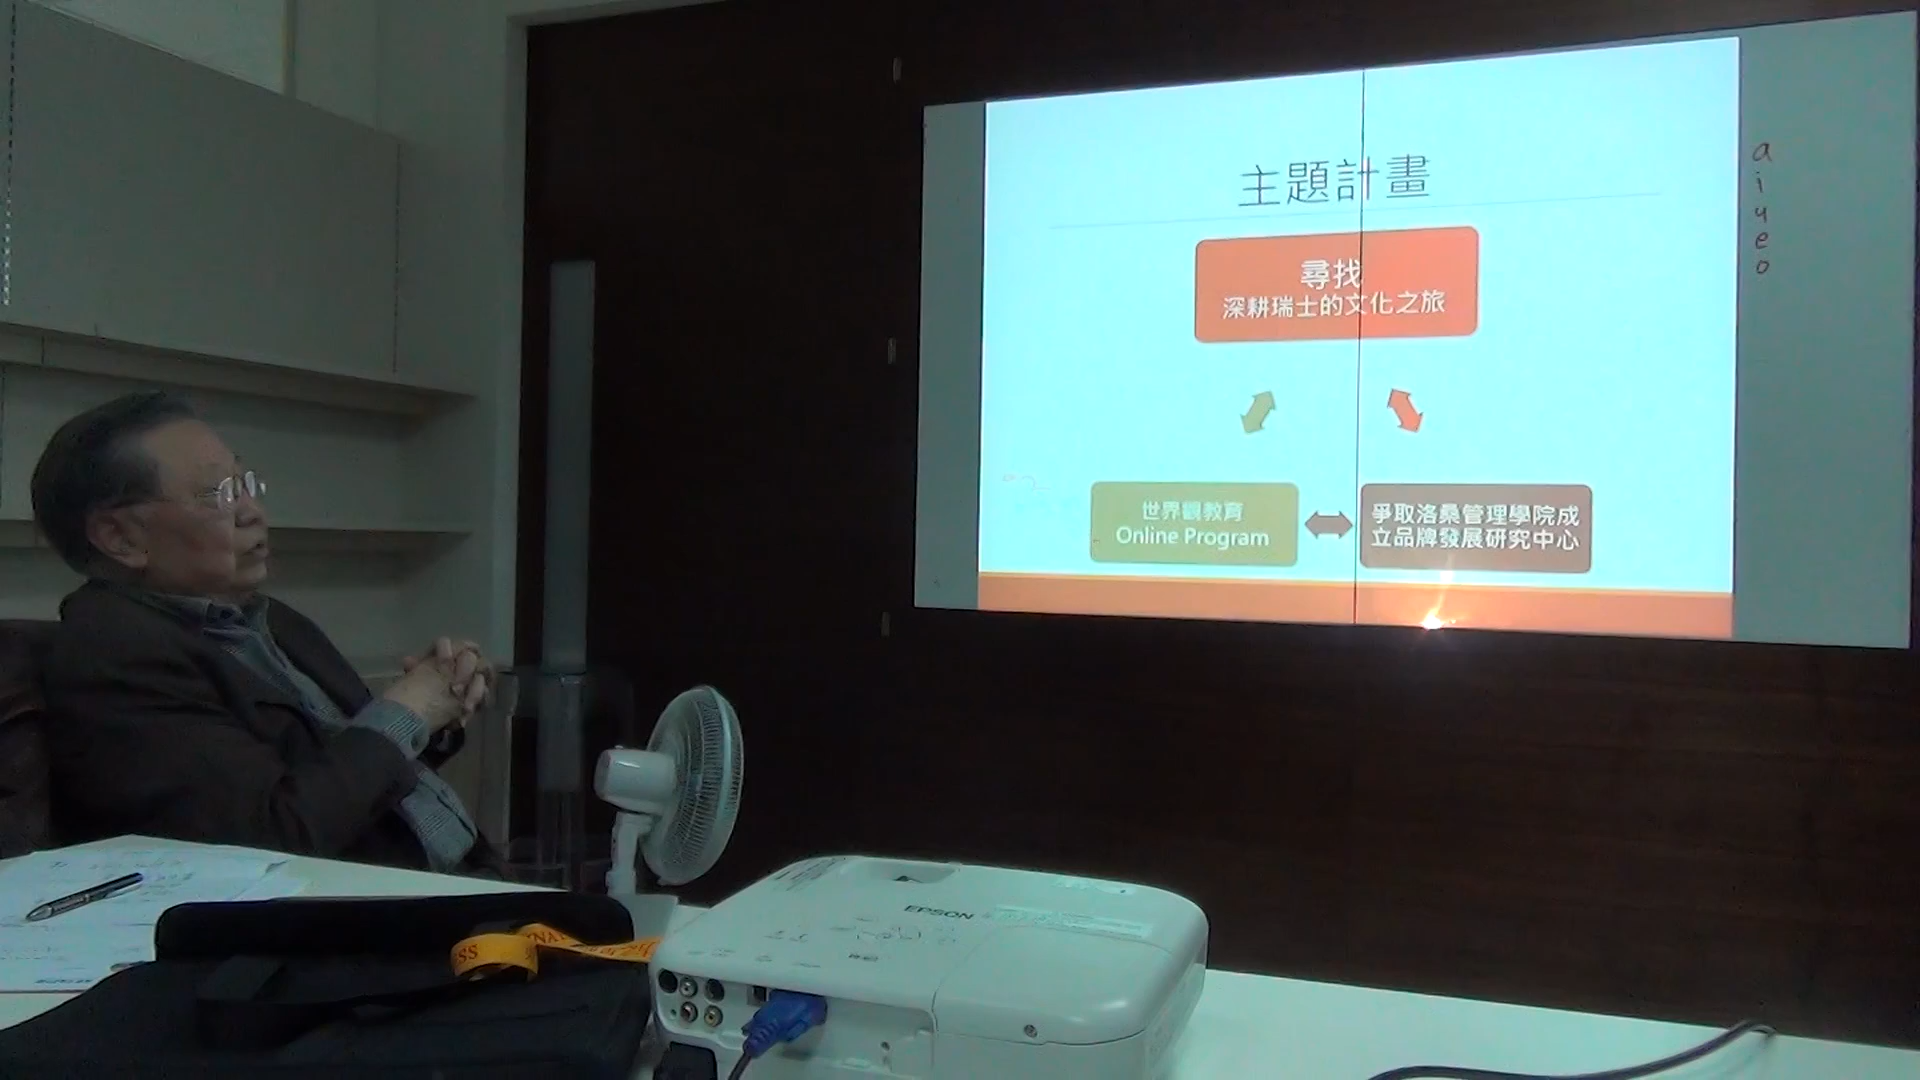 主題計畫
尋找
深耕瑞士的文化之旅
世界觀教育
Online Program
爭取洛桑管理學院成
立品牌發展研究中心
a
i
u
e
o
EPSON